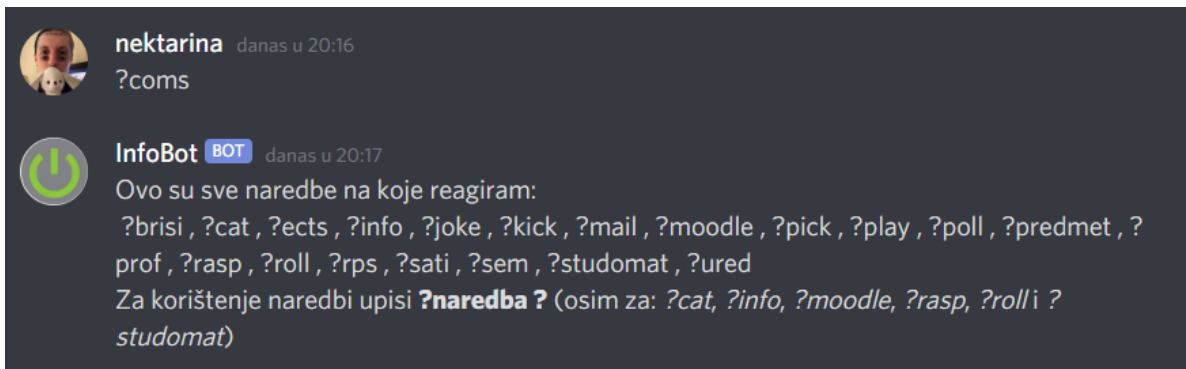 nektarina danas u 20:16
?coms
InfoBot BOT danas u 20:17
Ovo su sve naredbe na koje reagiram:
?brisi , ?cat , ?ects , ?info , ?joke , ?kick , ?mail , ?moodle , ?pick , ?play , ?poll , ?predmet , ?
prof , ?rasp , ?roll , ?rps , ?sati , ?sem , ?studomat , ?ured
Za korištenje naredbi upisi ?naredba ? (osim za: ?cat, ?info, ?moodle, ?rasp, ?roll i ?
studomat)